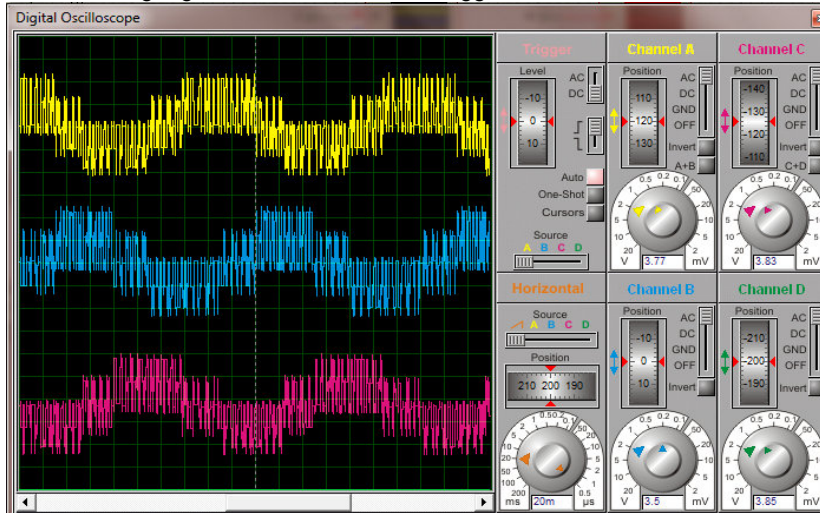 Digital Oscilloscope
Trigger
Level
-10
0
10
AC
DC
Auto
One-Shot
Cursors
Source
A B C D
Channel A
Position
110
120
130
AC
DC
GND
OFF
Invert
A+B
V 3.77 mV
Channel C
Position
-140
-130
-120
-110
AC
DC
GND
OFF
Invert
C+D
V 3.83 mV
Horizontal
Source
A B C D
Position
210 200 190
ms 20m µs
Channel B
Position
-10
0
10
AC
DC
GND
OFF
Invert
V 3.5 mV
Channel D
Position
-210
-200
-190
AC
DC
GND
OFF
Invert
V 3.85 mV